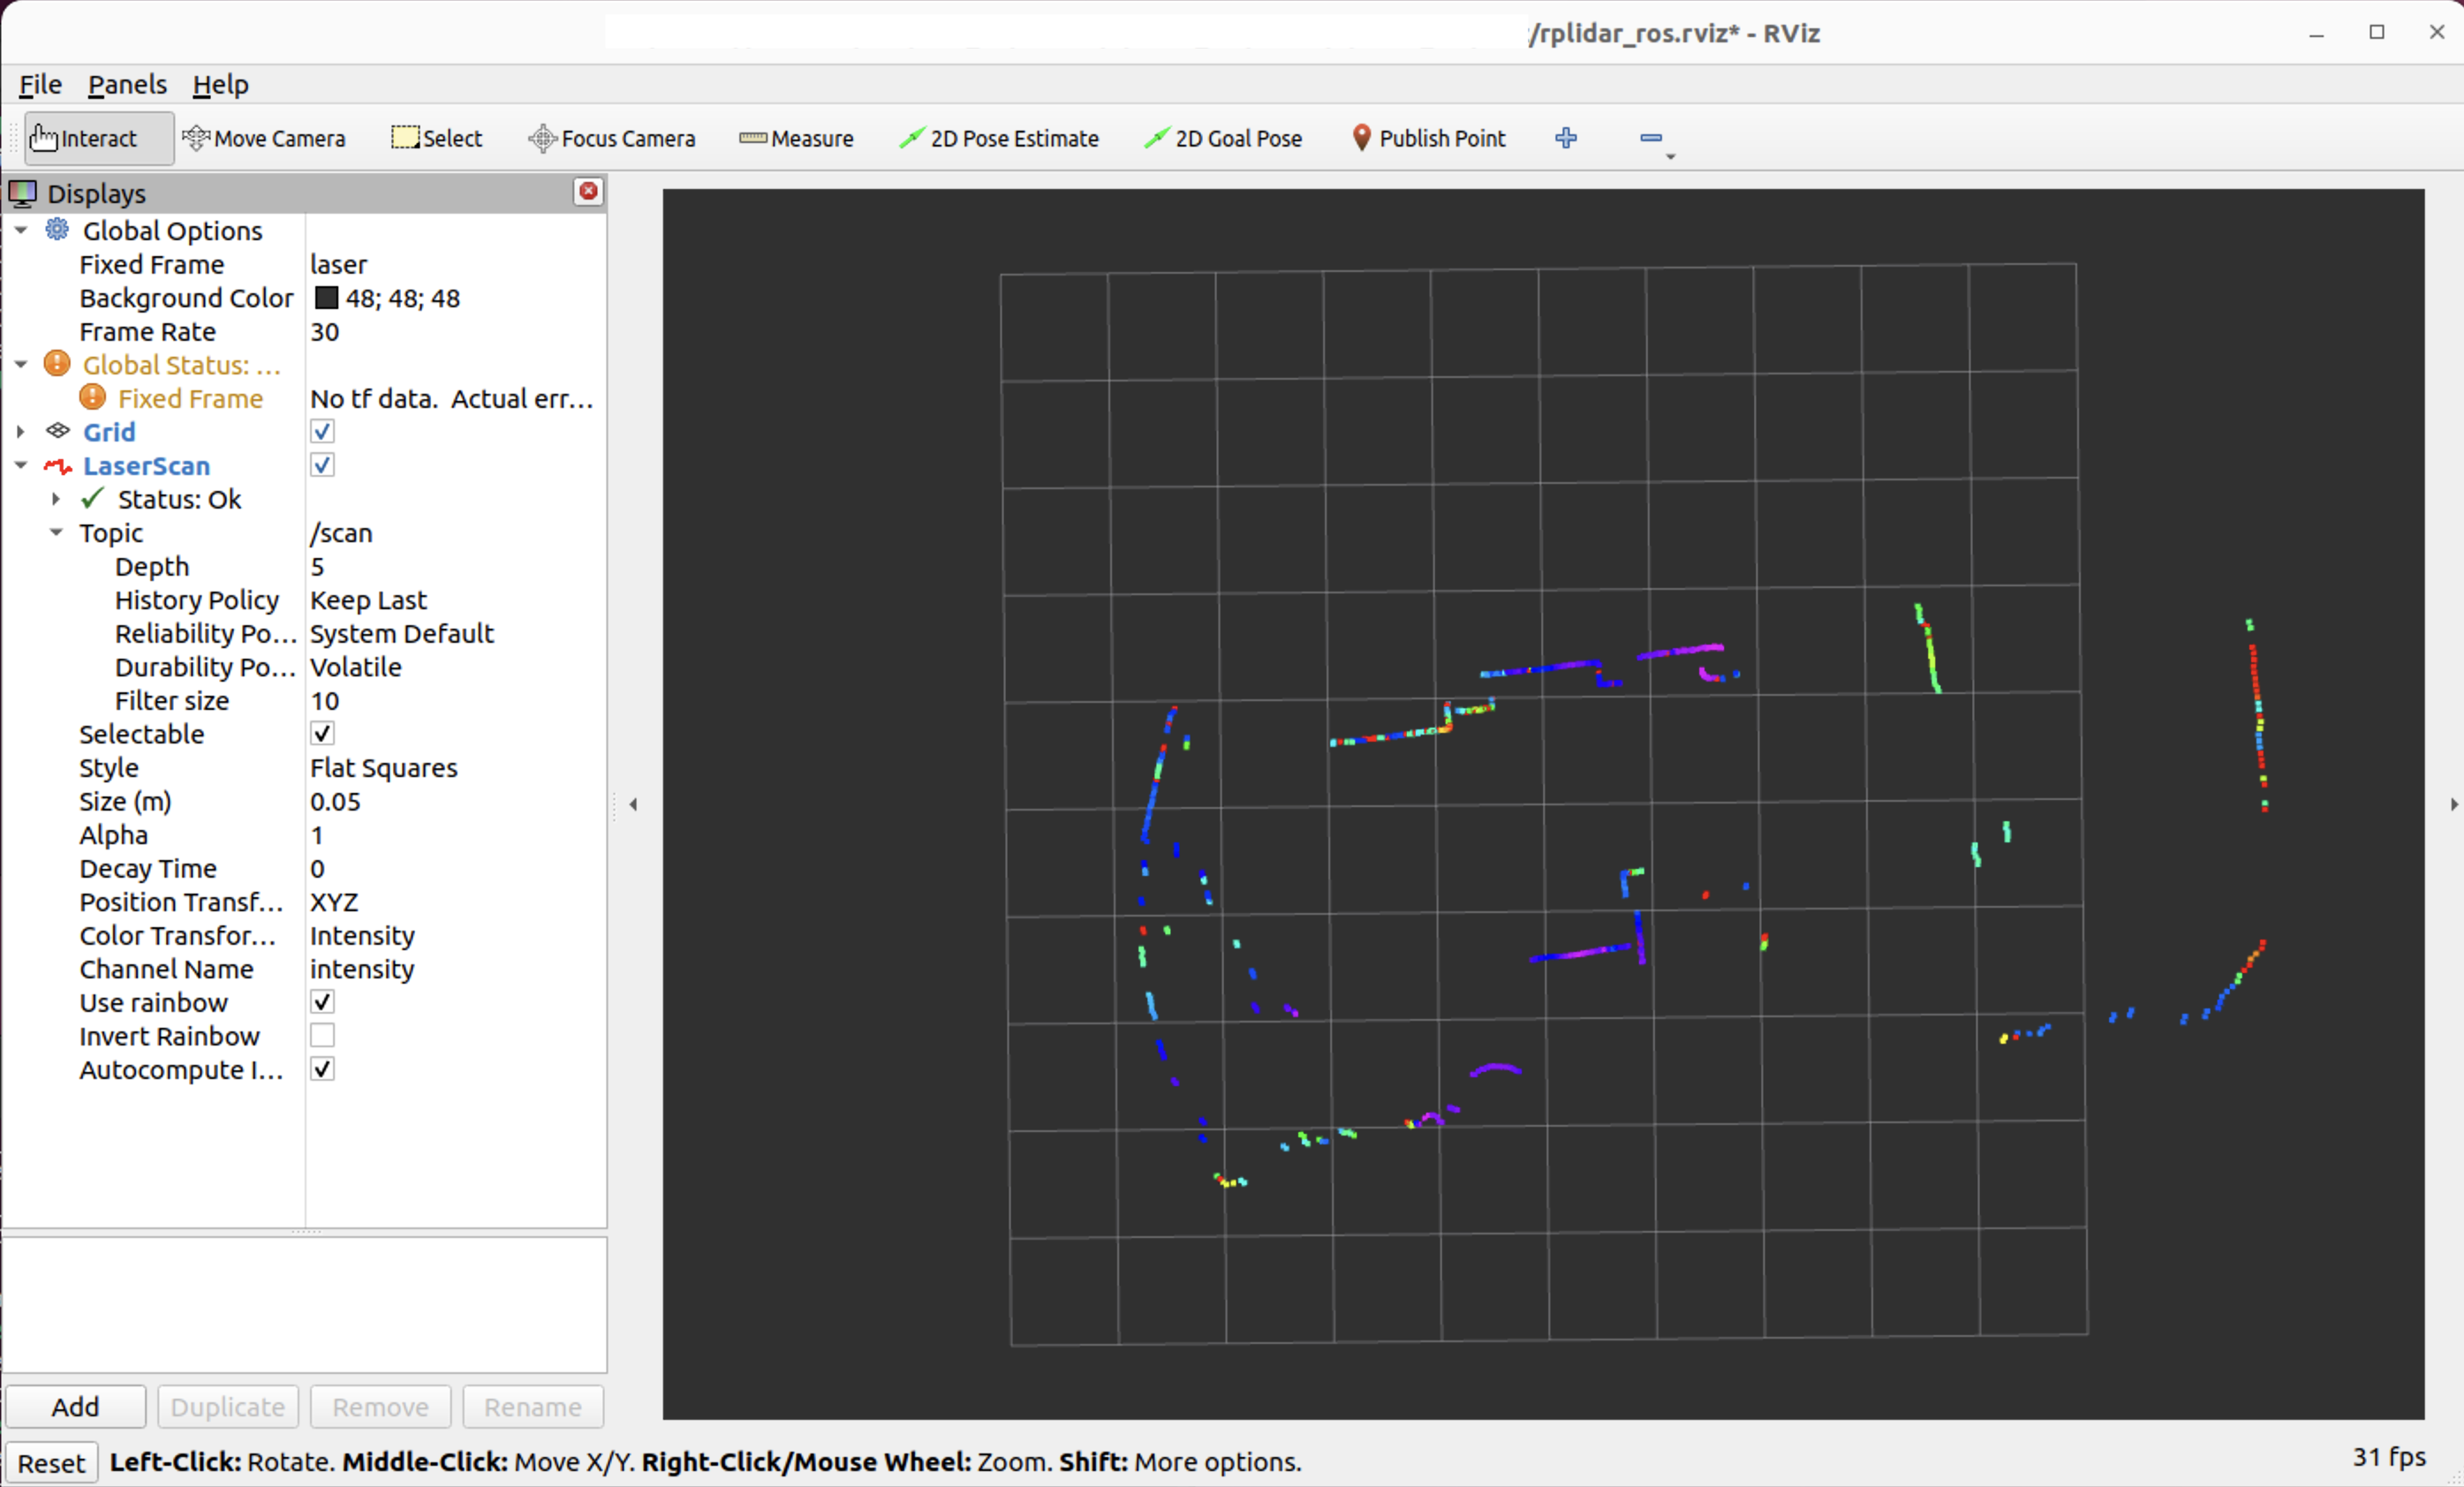 /rplidar_ros.rviz* - RViz
File Panels Help
Interact Move Camera Select Focus Camera Measure 2D Pose Estimate 2D Goal Pose Publish Point
Displays
Global Options
Fixed Frame laser
Background Color 48; 48; 48
Frame Rate 30
Global Status: ...
Fixed Frame No tf data.  Actual err...
Grid
LaserScan
Status: Ok
Topic /scan
Depth 5
History Policy Keep Last
Reliability Po... System Default
Durability Po... Volatile
Filter size 10
Selectable
Style Flat Squares
Size (m) 0.05
Alpha 1
Decay Time 0
Position Transf... XYZ
Color Transfor... Intensity
Channel Name intensity
Use rainbow
Invert Rainbow
Autocompute I...
Add Duplicate Remove Rename
Reset Left-Click: Rotate. Middle-Click: Move X/Y. Right-Click/Mouse Wheel: Zoom. Shift: More options. 31 fps